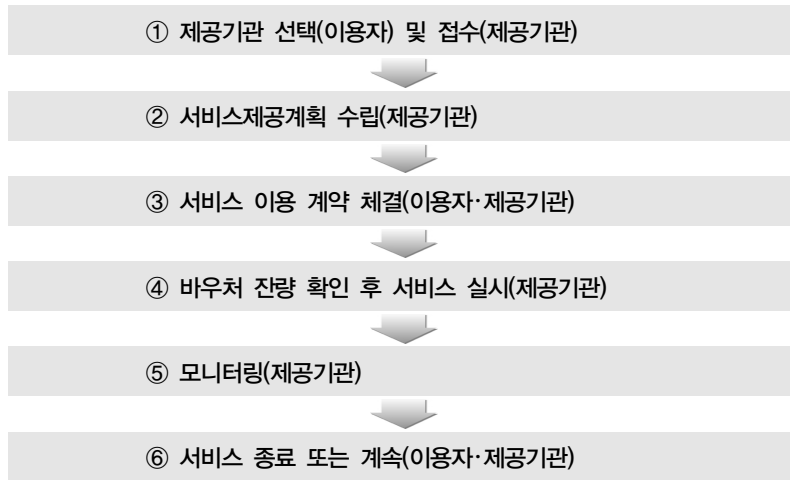 ① 제공기관 선택(이용자) 및 접수(제공기관)
② 서비스제공계획 수립(제공기관)
③ 서비스 이용 계약 체결(이용자·제공기관)
④ 바우처 잔량 확인 후 서비스 실시(제공기관)
⑤ 모니터링(제공기관)
⑥ 서비스 종료 또는 계속(이용자·제공기관)